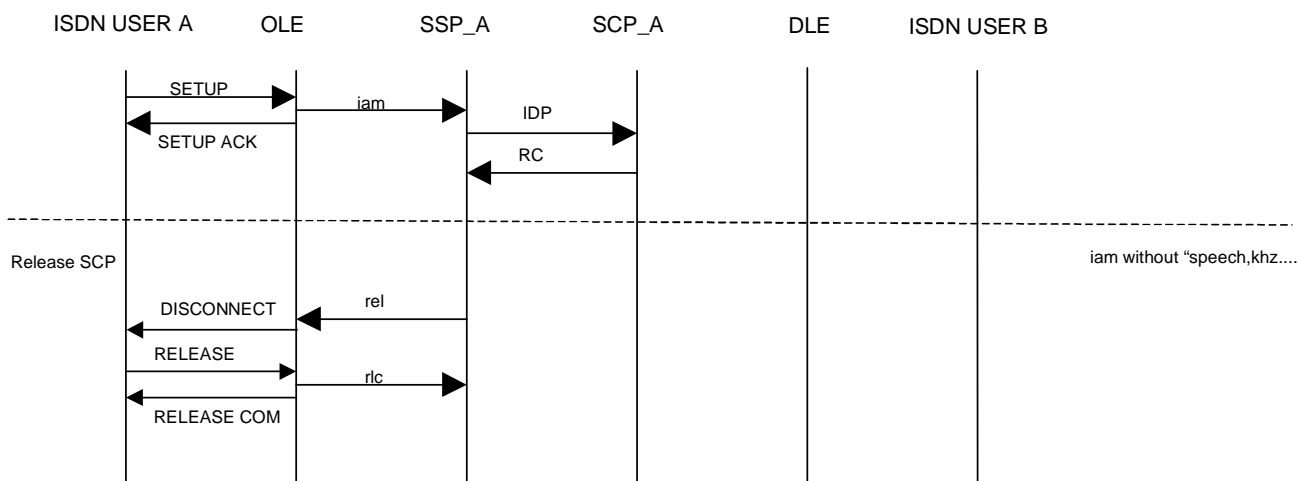 ISDN USER A
OLE
SSP_A
SCP_A
DLE
ISDN USER B
SETUP
iam
IDP
SETUP ACK
RC
Release SCP
iam without “speech,khz....
DISCONNECT
rel
RELEASE
rlc
RELEASE COM